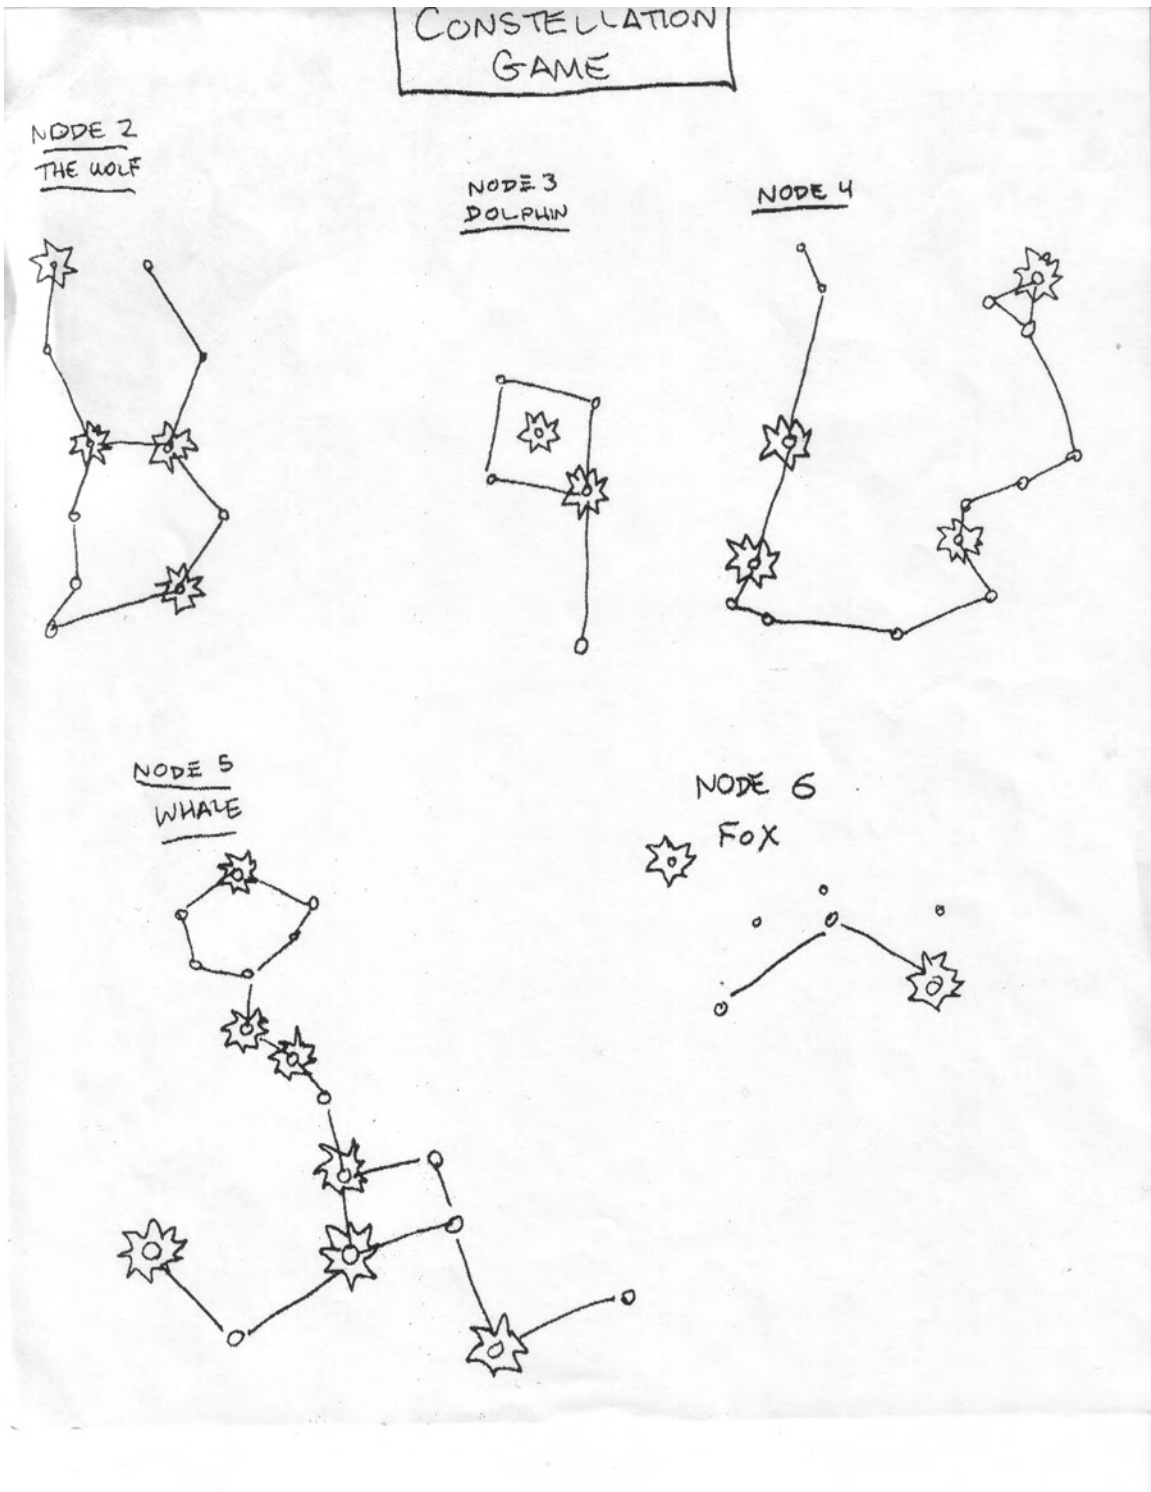 CONSTELLATION
GAME
NODE 2
THE WOLF
NODE 3
DOLPHIN
NODE 4
NODE 5
WHALE
NODE 6
FOX